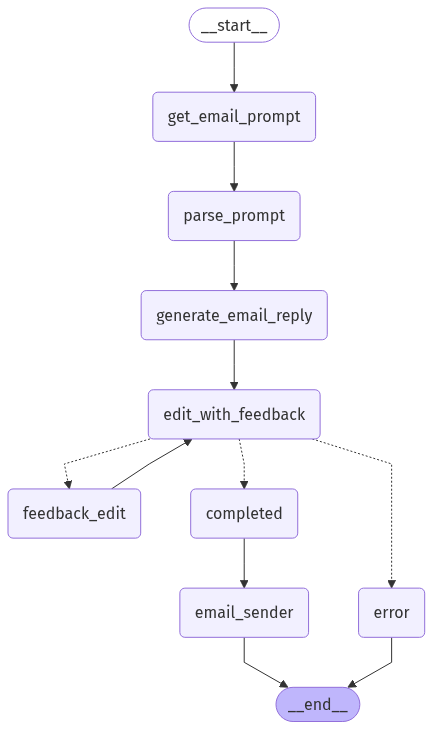 __start__
get_email_prompt
parse_prompt
generate_email_reply
edit_with_feedback
feedback_edit
completed
email_sender
error
__end__